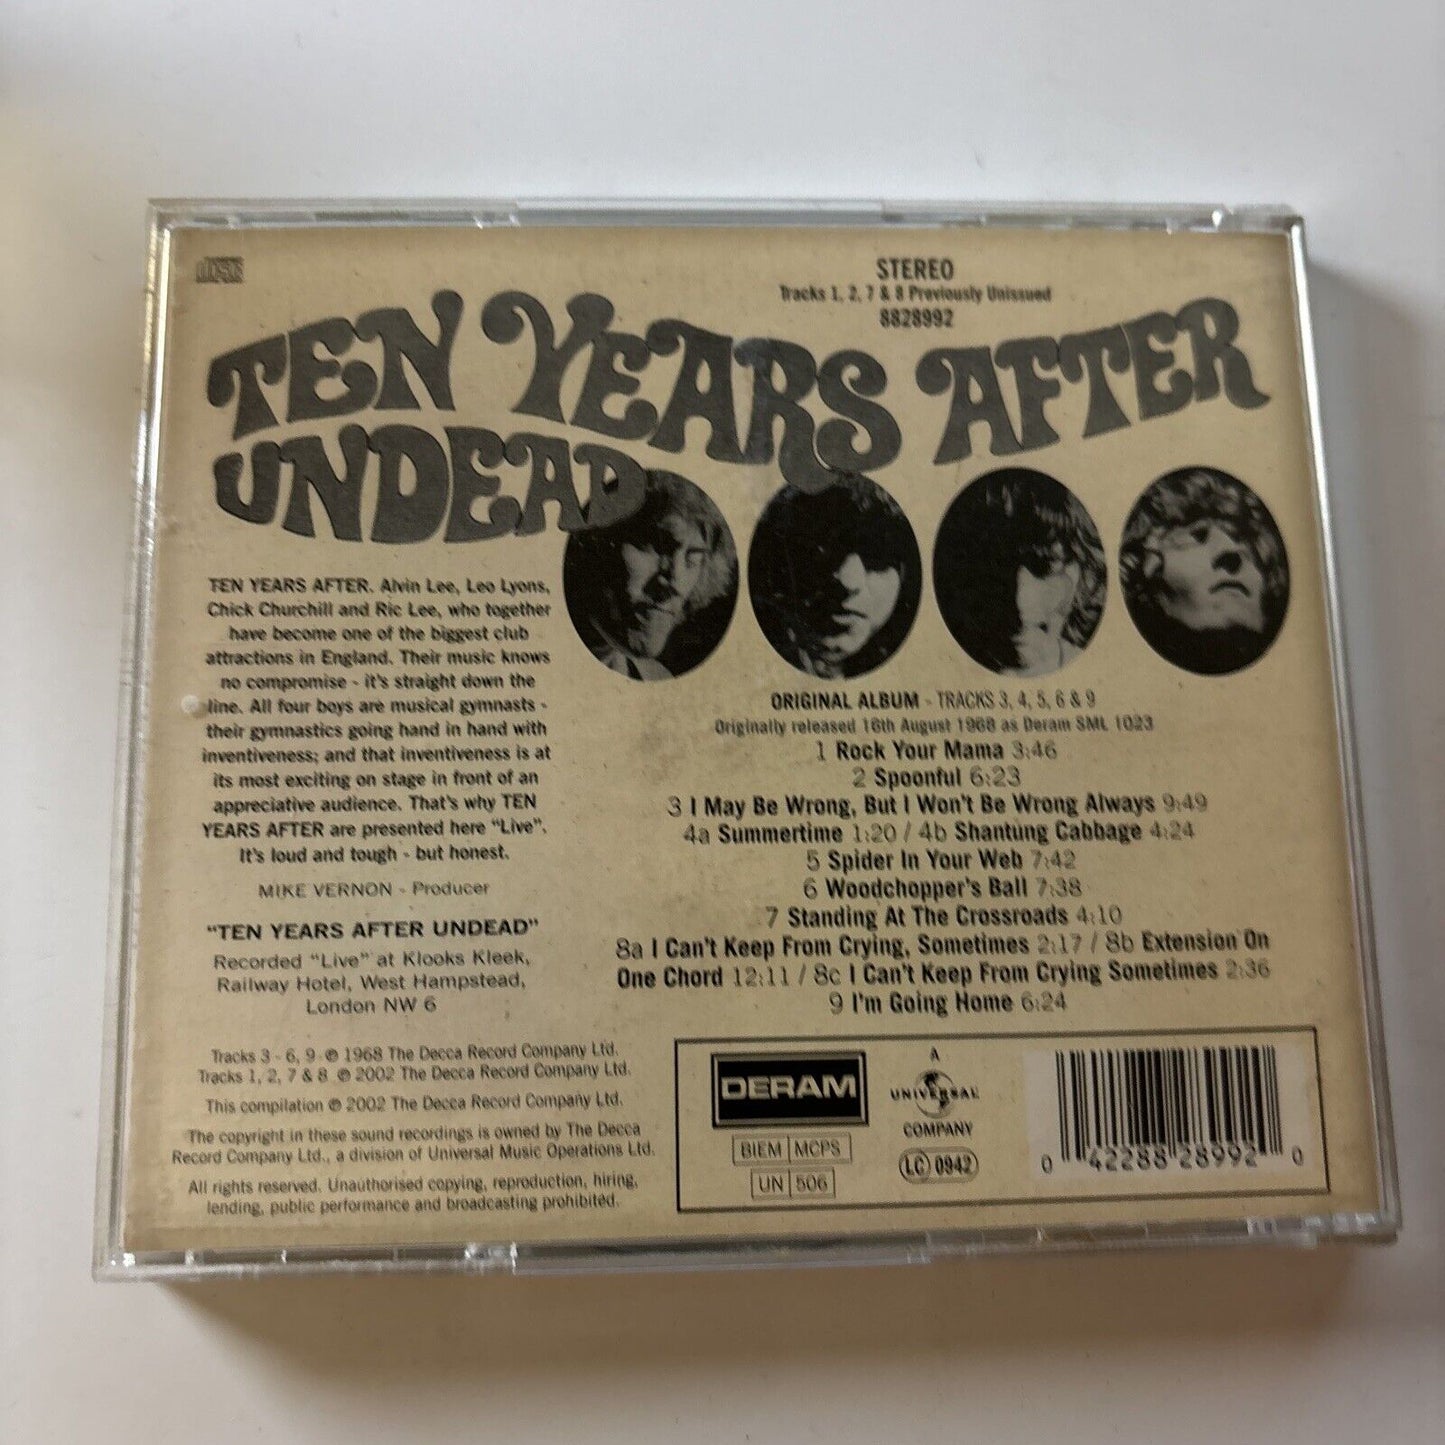 disc
STEREO
Tracks 1, 2, 7 & 8 Previously Unissued
8828992
TEN YEARS AFTER
UNDEAD
TEN YEARS AFTER. Alvin Lee, Leo Lyons,
Chick Churchill and Ric Lee, who together
have become one of the biggest club
attractions in England. Their music knows
no compromise - it's straight down the
line. All four boys are musical gymnasts -
their gymnastics going hand in hand with
inventiveness; and that inventiveness is at
its most exciting on stage in front of an
appreciative audience. That's why TEN
YEARS AFTER are presented here "Live".
It's loud and tough - but honest.
MIKE VERNON - Producer
"TEN YEARS AFTER UNDEAD"
Recorded "Live" at Klooks Kleek,
Railway Hotel, West Hampstead,
London NW 6
ORIGINAL ALBUM - TRACKS 3, 4, 5, 6 & 9
Originally released 16th August 1968 as Deram SML 1023
1 Rock Your Mama 3:46
2 Spoonful 6:23
3 I May Be Wrong, But I Won't Be Wrong Always 9:49
4a Summertime 1:20 / 4b Shantung Cabbage 4:24
5 Spider In Your Web 7:42
6 Woodchopper's Ball 7:38
7 Standing At The Crossroads 4:10
8a I Can't Keep From Crying, Sometimes 2:17 / 8b Extension On
One Chord 12:11 / 8c I Can't Keep From Crying Sometimes 2:36
9 I'm Going Home 6:24
Tracks 3 - 6, 9 ℗ 1968 The Decca Record Company Ltd.
Tracks 1, 2, 7 & 8 ℗ 2002 The Decca Record Company Ltd.
This compilation ℗ 2002 The Decca Record Company Ltd.
The copyright in these sound recordings is owned by The Decca
Record Company Ltd., a division of Universal Music Operations Ltd.
All rights reserved. Unauthorised copying, reproduction, hiring,
lending, public performance and broadcasting prohibited.
DERAM
BIEM MCPS
UN 506
A
UNIVERSAL
COMPANY
LC 0942
0 42288 28992 0